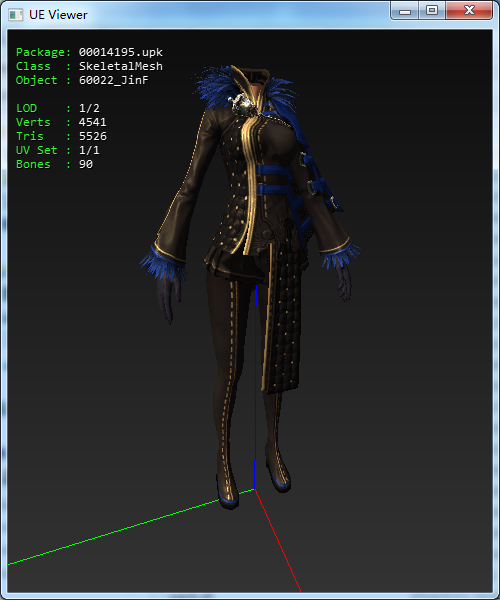 UE Viewer
Package: 00014195.upk
Class : SkeletalMesh
Object : 60022_JinF
LOD : 1/2
Verts : 4541
Tris : 5526
UV Set : 1/1
Bones : 90